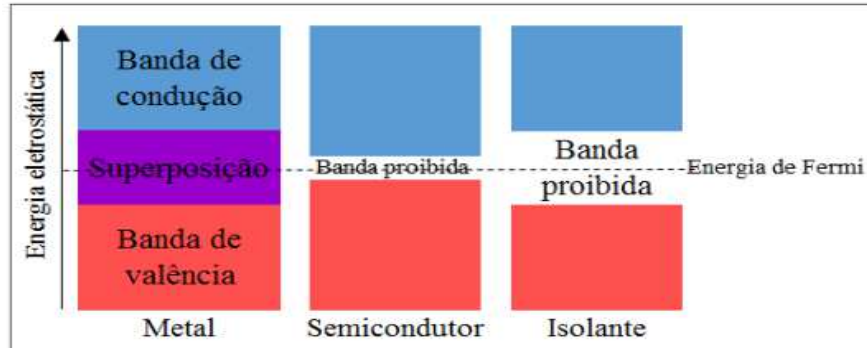 Energia eletrostática
Banda de
condução
Superposição
Banda de
valência
Banda proibida
Banda
proibida
Energia de Fermi
Metal
Semicondutor
Isolante